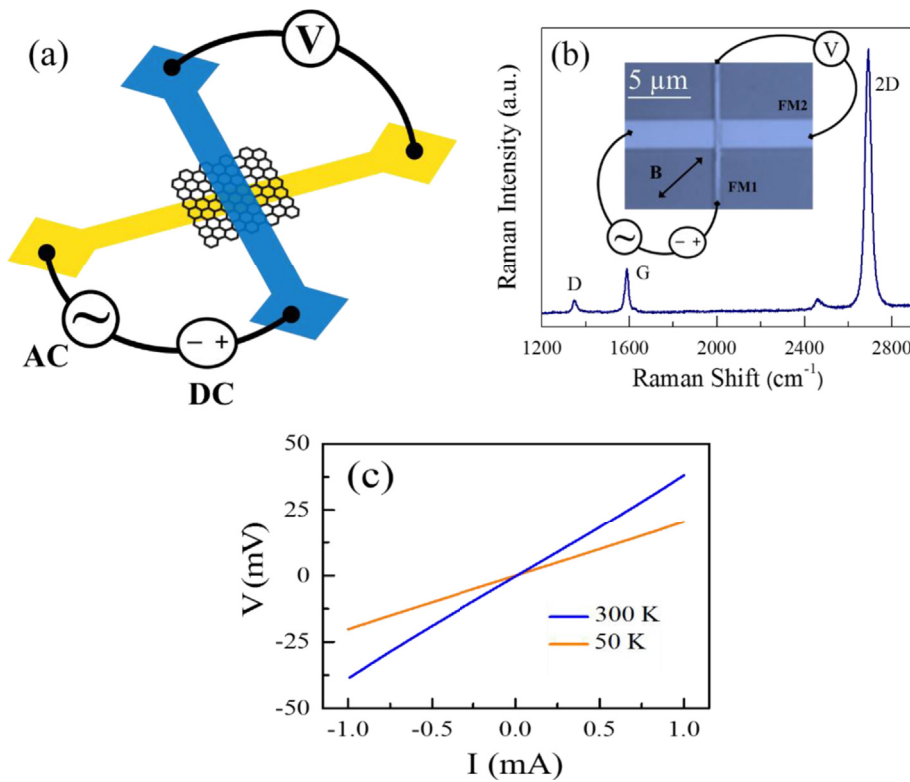 (a)
V
~
AC
− +
DC
(b)
Raman Intensity (a.u.)
5 µm
V
FM2
B
FM1
~
− +
D
G
2D
1200 1600 2000 2400 2800
Raman Shift (cm⁻¹)
(c)
V (mV)
50
25
0
-25
-50
300 K
50 K
-1.0 -0.5 0.0 0.5 1.0
I (mA)